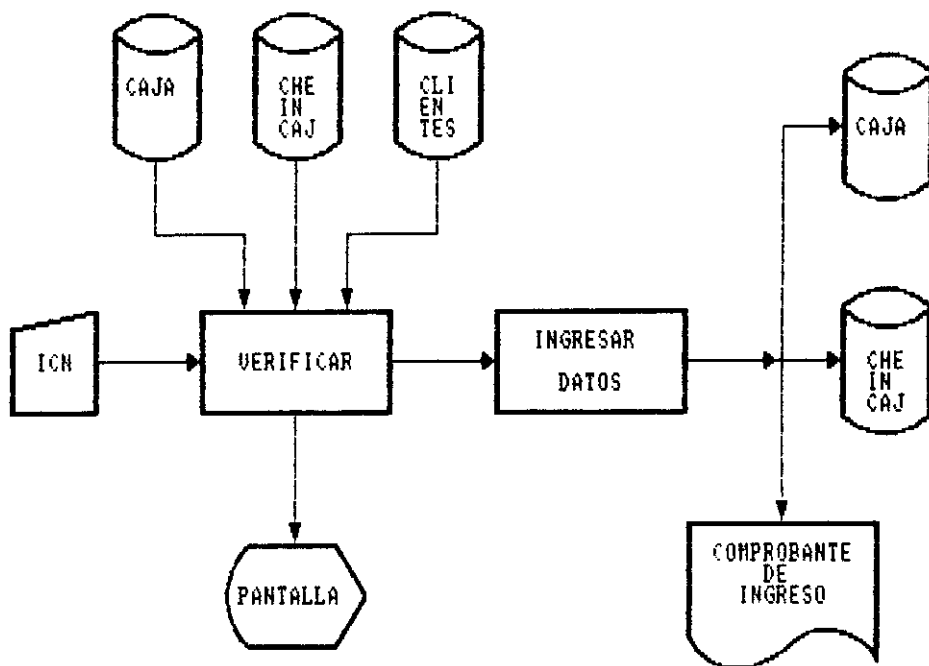 CAJA
CHE
IN
CAJ
CLI
EN
TES
CAJA
ICN
VERIFICAR
INGRESAR
DATOS
CHE
IN
CAJ
PANTALLA
COMPROBANTE
DE
INGRESO